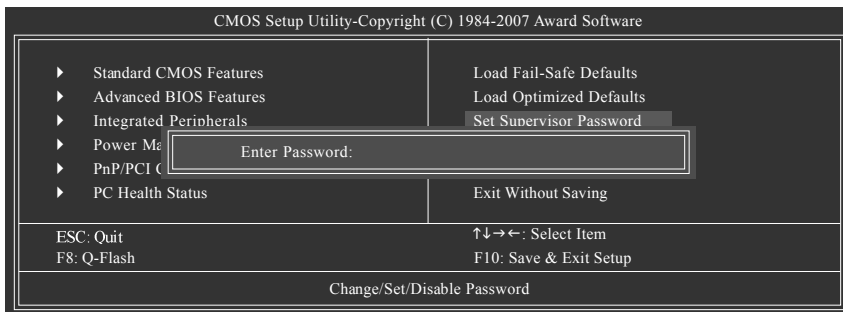 CMOS Setup Utility-Copyright (C) 1984-2007 Award Software
Standard CMOS Features
Advanced BIOS Features
Integrated Peripherals
Power Ma
PnP/PCI C
PC Health Status
Load Fail-Safe Defaults
Load Optimized Defaults
Set Supervisor Password
Exit Without Saving
Enter Password:
ESC: Quit
F8: Q-Flash
↑↓→←: Select Item
F10: Save & Exit Setup
Change/Set/Disable Password